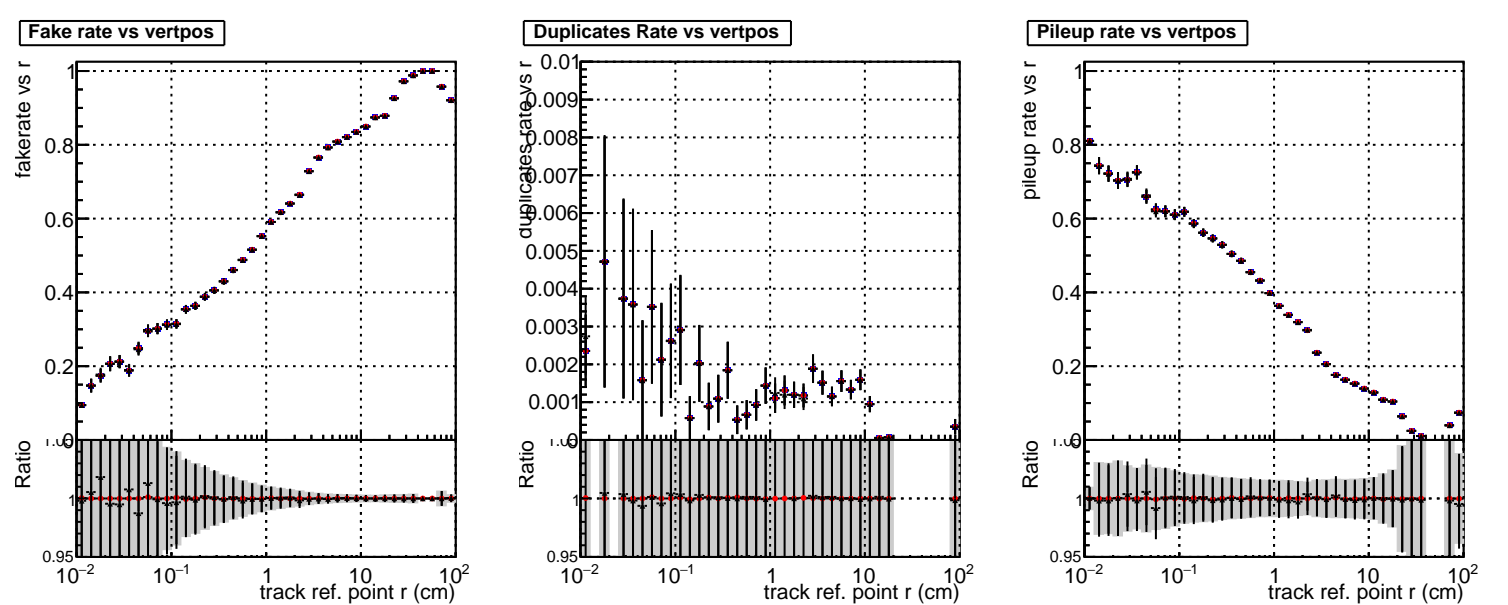 Fake rate vs vertpos
fakerate vs r
1
0.8
0.6
0.4
0.2
0
Ratio
1
0.95
10−2 10−1 1 10 102
track ref. point r (cm)
Duplicates Rate vs vertpos
duplicates rate vs r
0.01
0.009
0.008
0.007
0.006
0.005
0.004
0.003
0.002
0.001
0
Ratio
1
0.95
10−2 10−1 1 10 102
track ref. point r (cm)
Pileup rate vs vertpos
pileup rate vs r
1
0.8
0.6
0.4
0.2
0
Ratio
1
0.95
10−2 10−1 1 10 102
track ref. point r (cm)